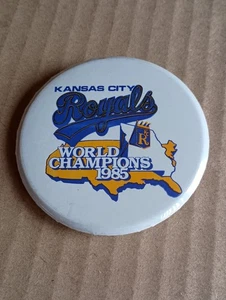 KANSAS CITY
Royals
WORLD
CHAMPIONS
1985